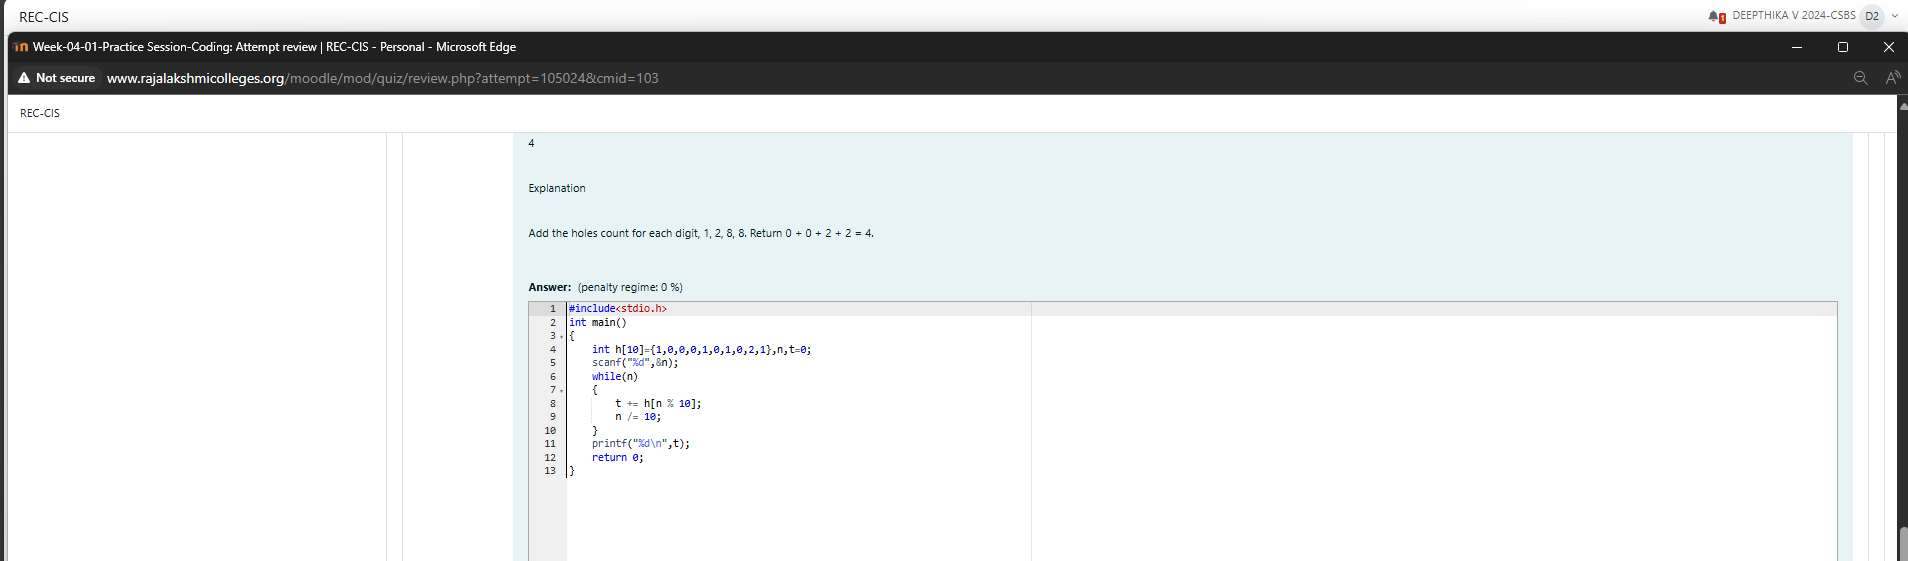 REC-CIS
1 DEEPTHIKA V 2024-CSBS D2
Week-04-01-Practice Session-Coding: Attempt review | REC-CIS - Personal - Microsoft Edge
Not secure www.rajalakshmicolleges.org/moodle/mod/quiz/review.php?attempt=105024&cmid=103
REC-CIS
4
Explanation
Add the holes count for each digit, 1, 2, 8, 8. Return 0 + 0 + 2 + 2 = 4.
Answer: (penalty regime: 0 %)
1 #include<stdio.h>
2 int main()
3 {
4     int h[10]={1,0,0,0,1,0,1,0,2,1},n,t=0;
5     scanf("%d",&n);
6     while(n)
7     {
8         t += h[n % 10];
9         n /= 10;
10     }
11     printf("%d\n",t);
12     return 0;
13 }